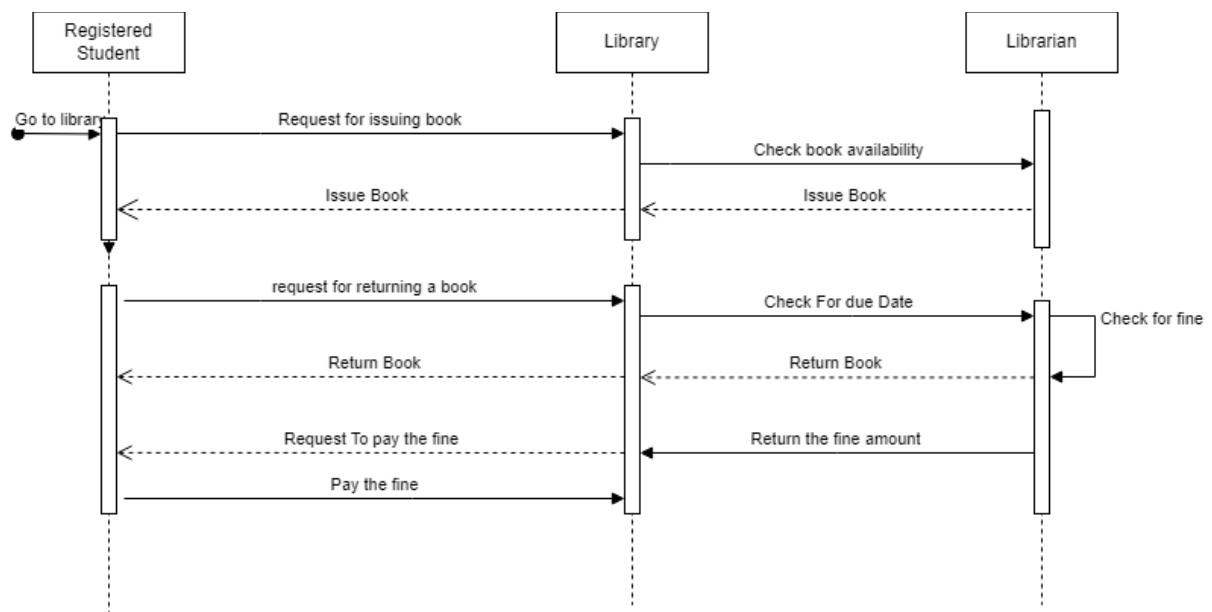 Registered
Student
Library
Librarian
Go to library
Request for issuing book
Check book availability
Issue Book
Issue Book
request for returning a book
Check For due Date
Check for fine
Return Book
Return Book
Request To pay the fine
Return the fine amount
Pay the fine